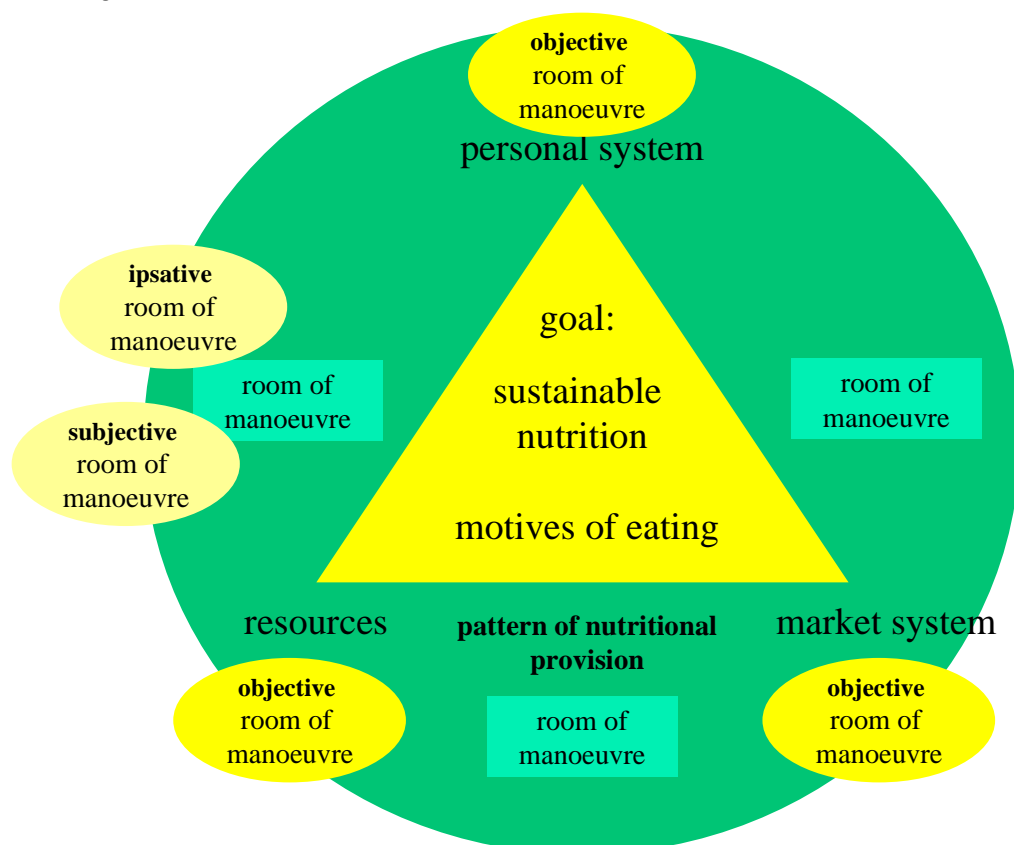 objective
room of
manoeuvre
personal system
ipsative
room of
manoeuvre
room of
manoeuvre
subjective
room of
manoeuvre
goal:
sustainable
nutrition
motives of eating
room of
manoeuvre
resources
pattern of nutritional
provision
market system
objective
room of
manoeuvre
room of
manoeuvre
objective
room of
manoeuvre